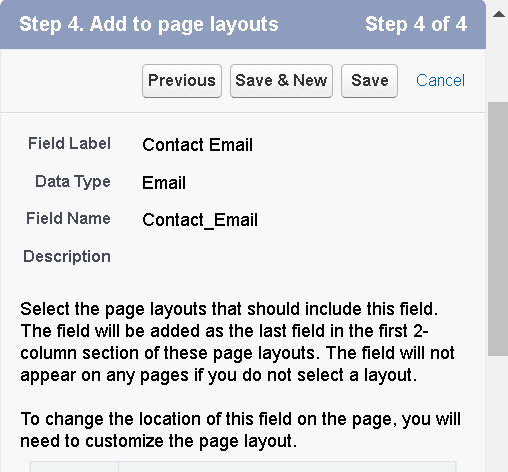 Step 4. Add to page layouts Step 4 of 4
Previous Save & New Save Cancel
Field Label Contact Email
Data Type Email
Field Name Contact_Email
Description
Select the page layouts that should include this field.
The field will be added as the last field in the first 2-
column section of these page layouts. The field will not
appear on any pages if you do not select a layout.
To change the location of this field on the page, you will
need to customize the page layout.